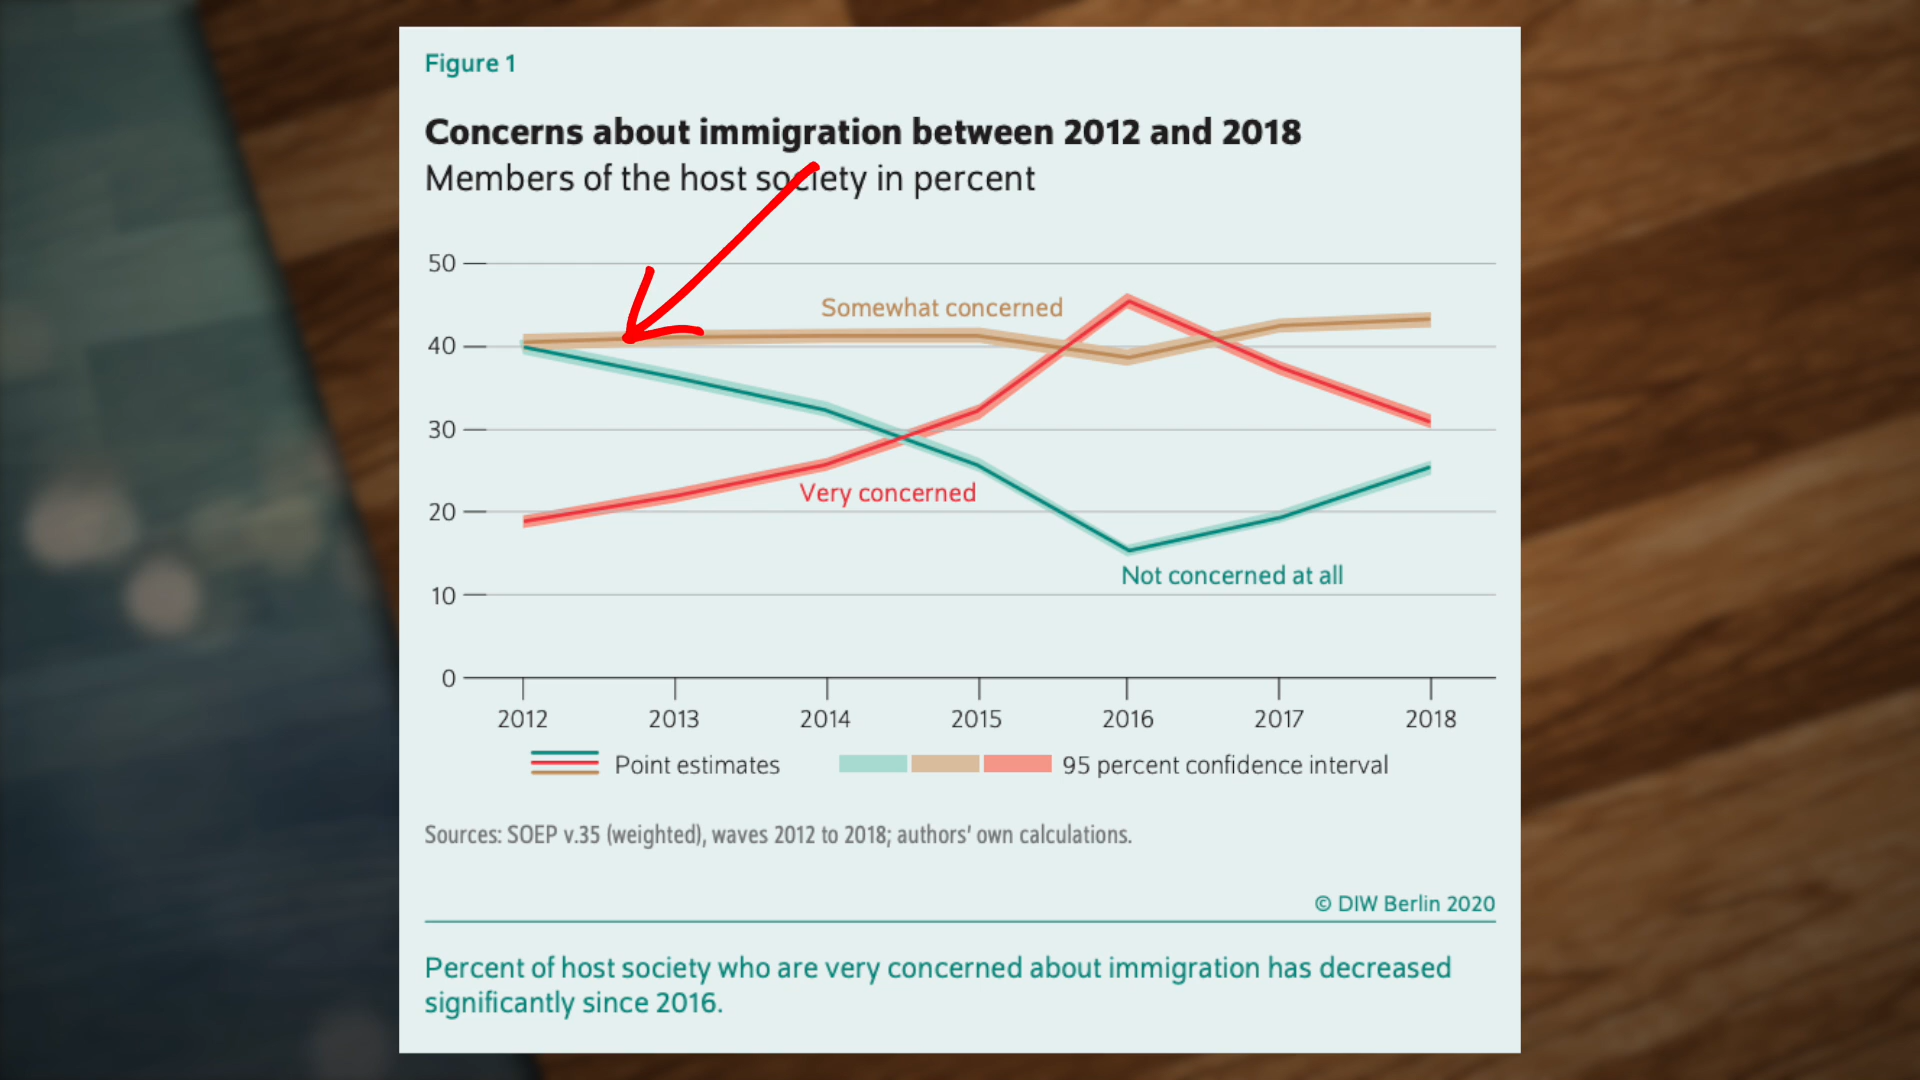 Figure 1
Concerns about immigration between 2012 and 2018
Members of the host society in percent
50
Somewhat concerned
40
30
Very concerned
20
Not concerned at all
10
0
2012 2013 2014 2015 2016 2017 2018
Point estimates 95 percent confidence interval
Sources: SOEP v.35 (weighted), waves 2012 to 2018; authors' own calculations.
© DIW Berlin 2020
Percent of host society who are very concerned about immigration has decreased
significantly since 2016.